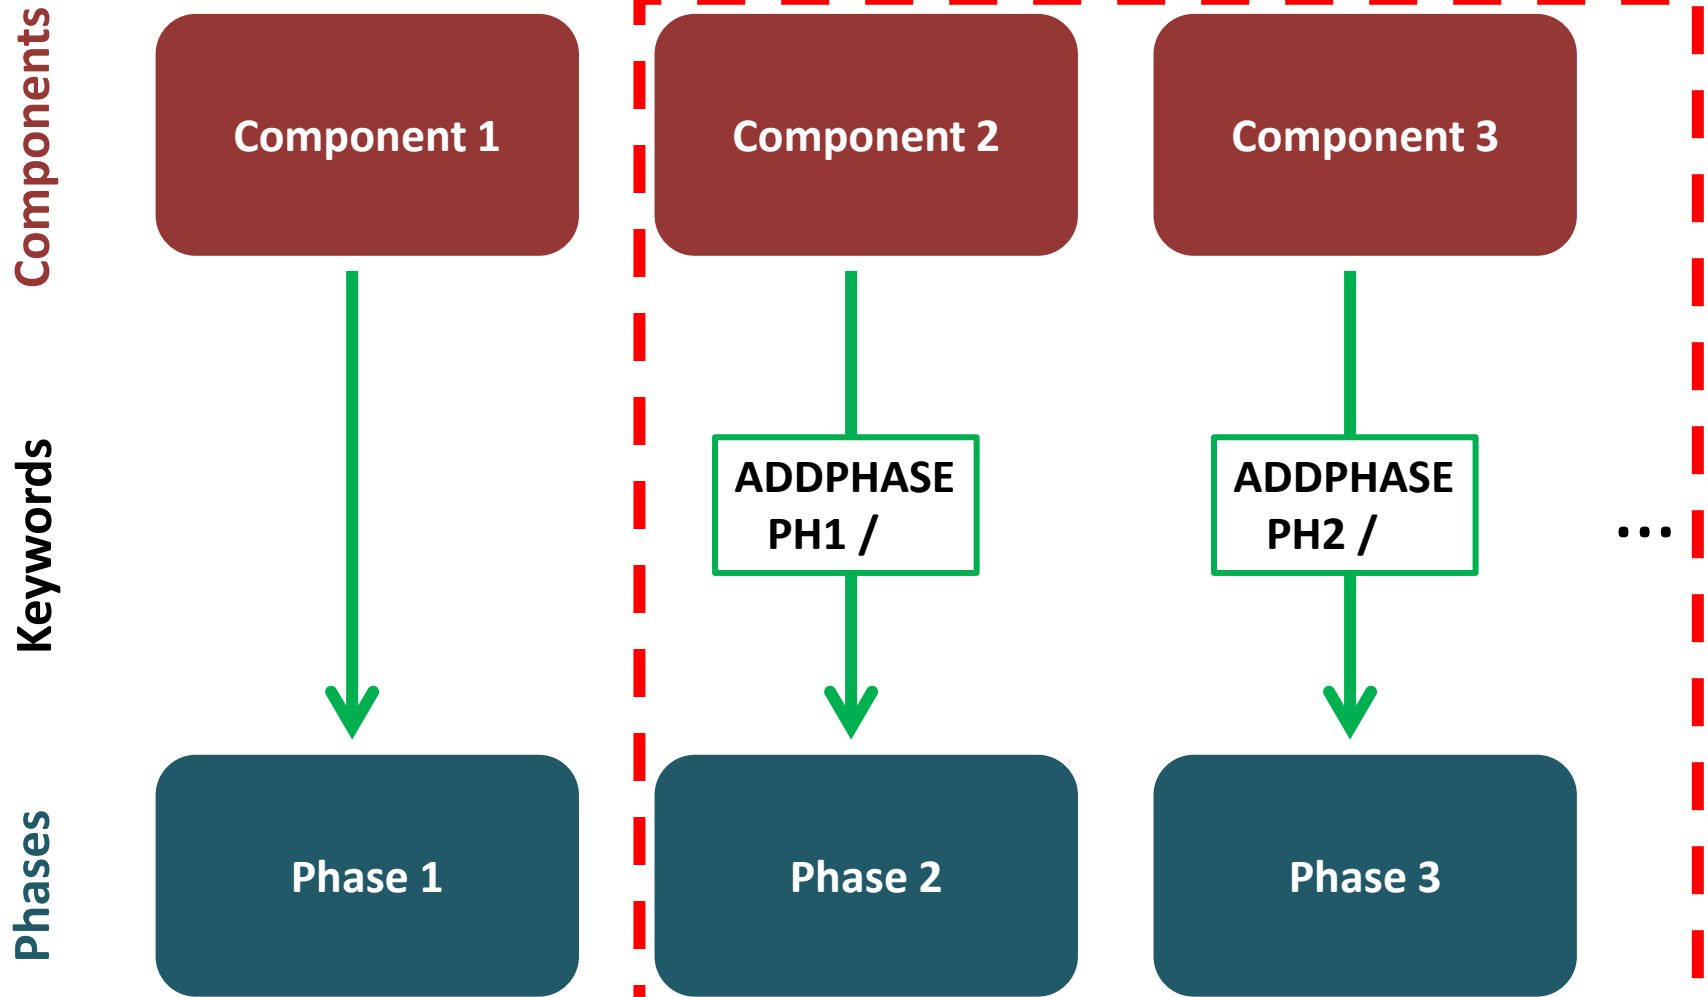 Components
Component 1
Component 2
Component 3
Keywords
ADDPHASE
PH1 /
ADDPHASE
PH2 /
...
Phases
Phase 1
Phase 2
Phase 3